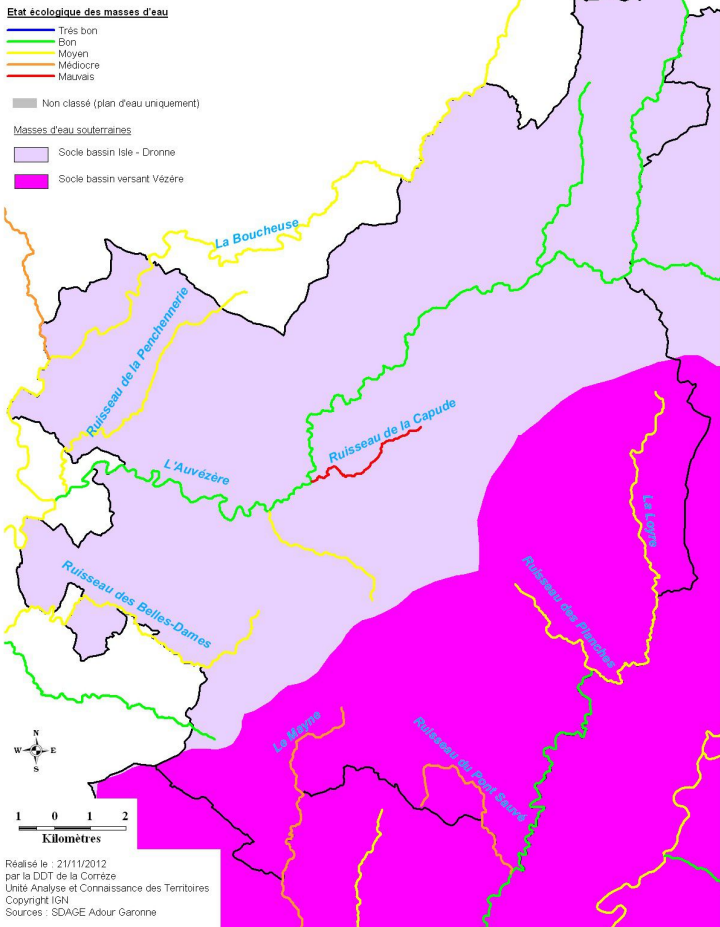 Etat écologique des masses d'eau
Très bon
Bon
Moyen
Médiocre
Mauvais
Non classé (plan d'eau uniquement)
Masses d'eau souterraines
Socle bassin Isle - Dronne
Socle bassin versant Vézère
La Boucheuse
Ruisseau de la Penchennerie
Ruisseau de la Capude
L'Auvézère
La Loyre
Ruisseau des Planches
Ruisseau des Belles-Dames
Le Mayne
Ruisseau du Pont Sauvé
N
W E
S
1 0 1 2
Kilomètres
Réalisé le : 21/11/2012
par la DDT de la Corrèze
Unité Analyse et Connaissance des Territoires
Copyright IGN
Sources : SDAGE Adour Garonne